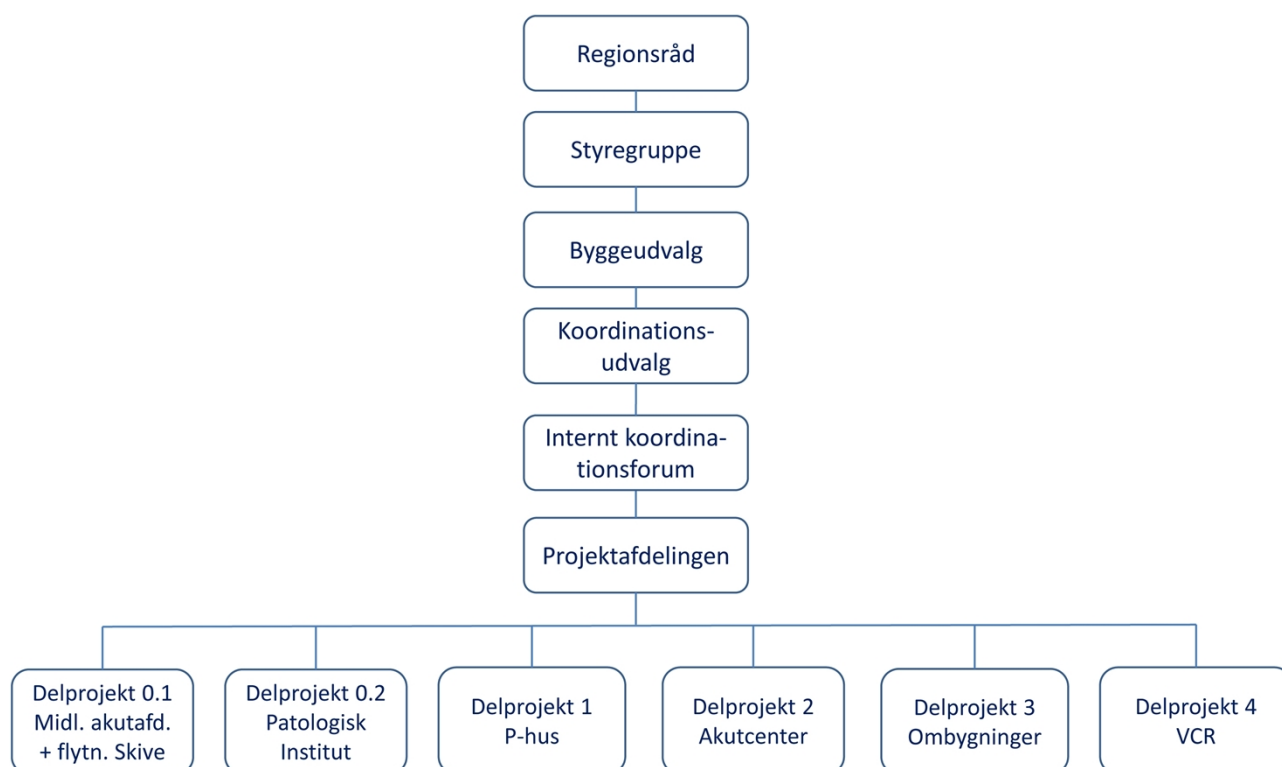 Regionsråd
Styregruppe
Byggeudvalg
Koordinations-
udvalg
Internt koordina-
tionsforum
Projektafdelingen
Delprojekt 0.1
Midl. akutafd.
+ flytn. Skive
Delprojekt 0.2
Patologisk
Institut
Delprojekt 1
P-hus
Delprojekt 2
Akutcenter
Delprojekt 3
Ombygninger
Delprojekt 4
VCR